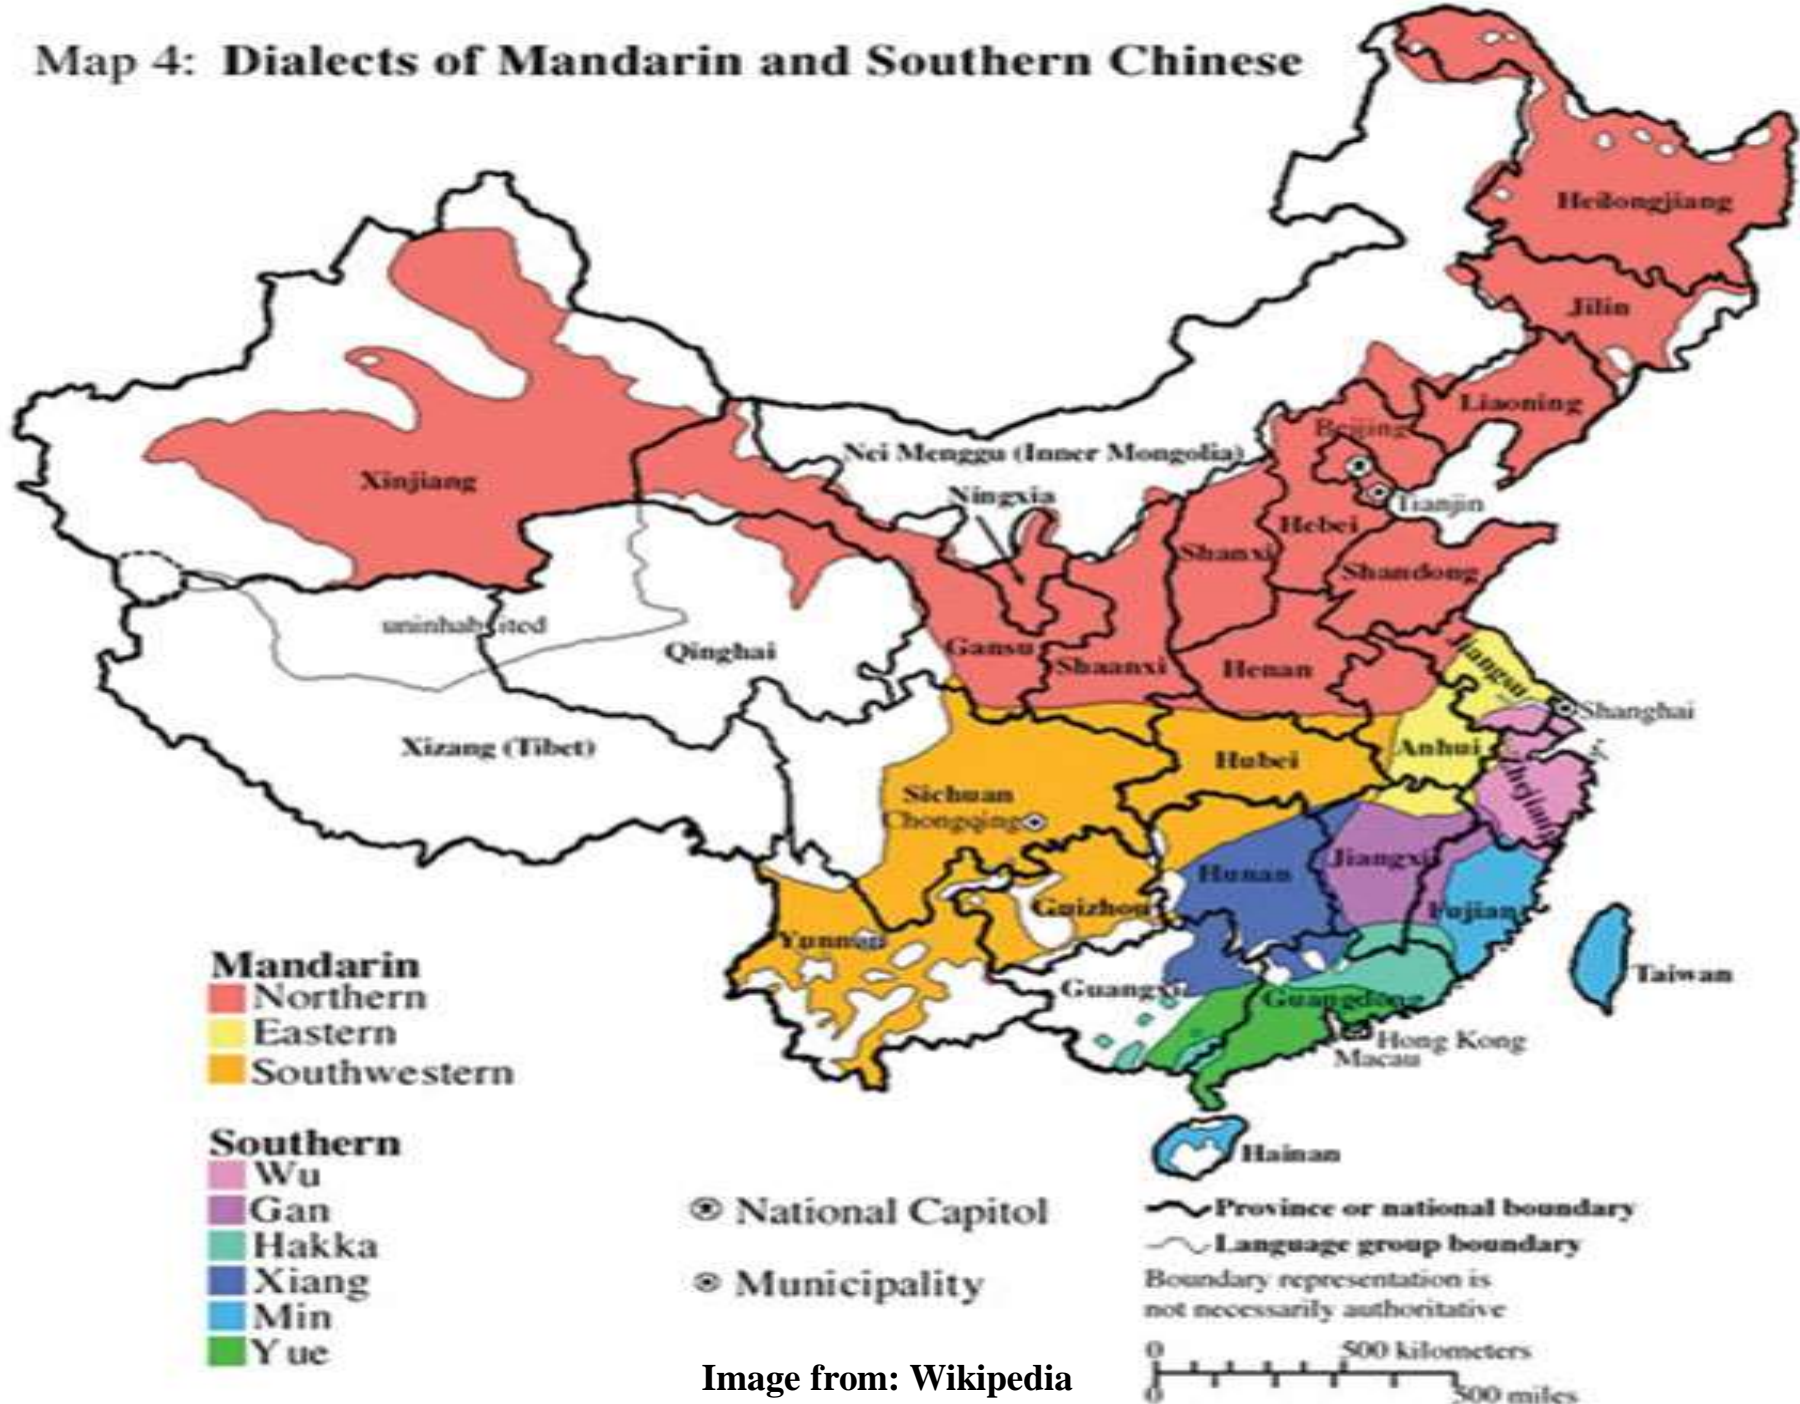 Map 4: Dialects of Mandarin and Southern Chinese
Heilongjiang
Jilin
Liaoning
Beijing
Nei Menggu (Inner Mongolia)
Xinjiang
Ningxia
Tianjin
Hebei
Shanxi
Shandong
uninhabited
Qinghai
Gansu
Shaanxi
Henan
Jiangsu
Shanghai
Xizang (Tibet)
Anhui
Hubei
Zhejiang
Sichuan
Chongqing
Jiangxi
Hunan
Guizhou
Fujian
Yunnan
Taiwan
Guangxi
Guangdong
Hong Kong
Macau
Hainan
Mandarin
Northern
Eastern
Southwestern
Southern
Wu
Gan
Hakka
Xiang
Min
Yue
National Capitol
Municipality
Province or national boundary
Language group boundary
Boundary representation is
not necessarily authoritative
0 500 kilometers
0 500 miles
Image from: Wikipedia